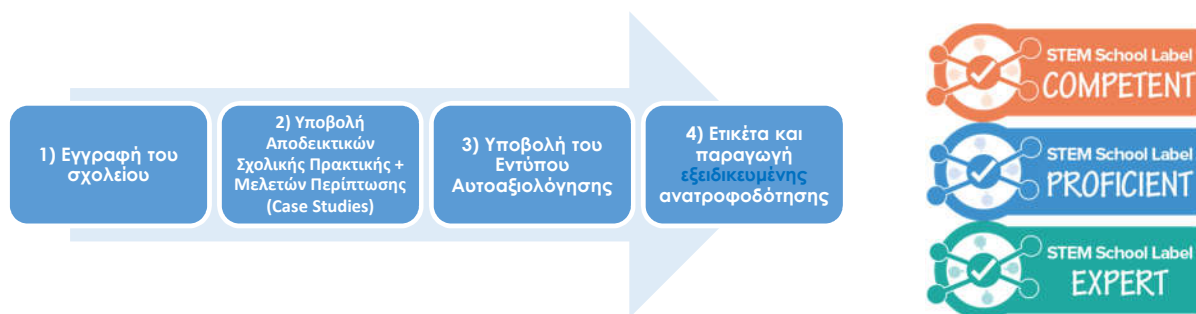 1) Εγγραφή του
σχολείου
2) Υποβολή
Αποδεικτικών
Σχολικής Πρακτικής +
Μελετών Περίπτωσης
(Case Studies)
3) Υποβολή του
Εντύπου
Αυτοαξιολόγησης
4) Ετικέτα και
παραγωγή
εξειδικευμένης
ανατροφοδότησης
STEM School Label
COMPETENT
STEM School Label
PROFICIENT
STEM School Label
EXPERT